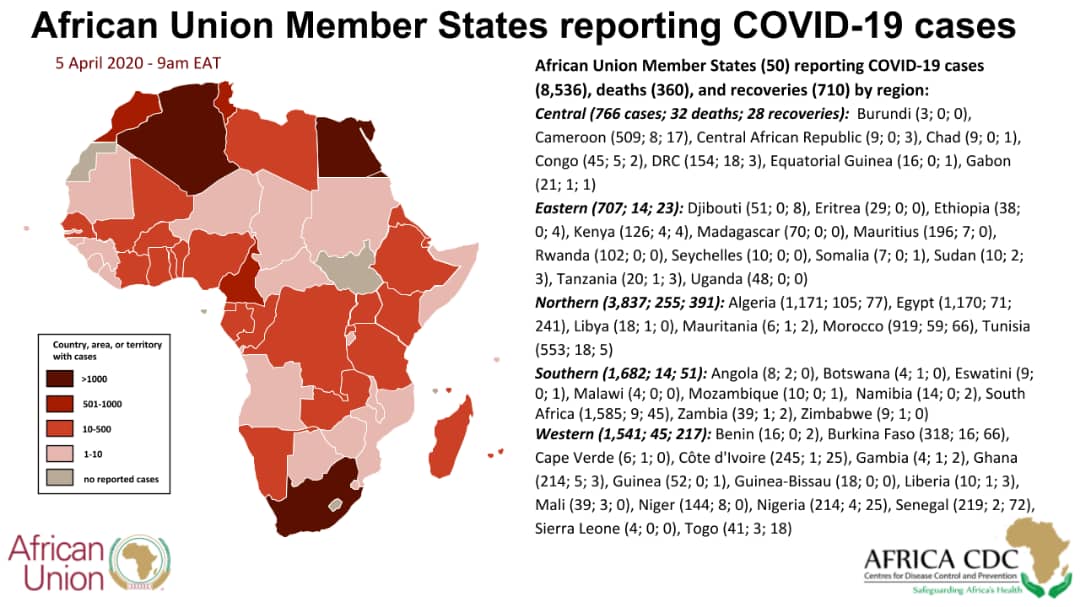 African Union Member States reporting COVID-19 cases
5 April 2020 - 9am EAT
African Union Member States (50) reporting COVID-19 cases
(8,536), deaths (360), and recoveries (710) by region:
Central (766 cases; 32 deaths; 28 recoveries): Burundi (3; 0; 0),
Cameroon (509; 8; 17), Central African Republic (9; 0; 3), Chad (9; 0; 1),
Congo (45; 5; 2), DRC (154; 18; 3), Equatorial Guinea (16; 0; 1), Gabon
(21; 1; 1)
Eastern (707; 14; 23): Djibouti (51; 0; 8), Eritrea (29; 0; 0), Ethiopia (38;
0; 4), Kenya (126; 4; 4), Madagascar (70; 0; 0), Mauritius (196; 7; 0),
Rwanda (102; 0; 0), Seychelles (10; 0; 0), Somalia (7; 0; 1), Sudan (10; 2;
3), Tanzania (20; 1; 3), Uganda (48; 0; 0)
Northern (3,837; 255; 391): Algeria (1,171; 105; 77), Egypt (1,170; 71;
241), Libya (18; 1; 0), Mauritania (6; 1; 2), Morocco (919; 59; 66), Tunisia
(553; 18; 5)
Southern (1,682; 14; 51): Angola (8; 2; 0), Botswana (4; 1; 0), Eswatini (9;
0; 1), Malawi (4; 0; 0), Mozambique (10; 0; 1), Namibia (14; 0; 2), South
Africa (1,585; 9; 45), Zambia (39; 1; 2), Zimbabwe (9; 1; 0)
Western (1,541; 45; 217): Benin (16; 0; 2), Burkina Faso (318; 16; 66),
Cape Verde (6; 1; 0), Côte d'Ivoire (245; 1; 25), Gambia (4; 1; 2), Ghana
(214; 5; 3), Guinea (52; 0; 1), Guinea-Bissau (18; 0; 0), Liberia (10; 1; 3),
Mali (39; 3; 0), Niger (144; 8; 0), Nigeria (214; 4; 25), Senegal (219; 2; 72),
Sierra Leone (4; 0; 0), Togo (41; 3; 18)
Country, area, or territory
with cases
>1000
501-1000
10-500
1-10
no reported cases
African
Union
AFRICA CDC
Centres for Disease Control and Prevention
Safeguarding Africa's Health